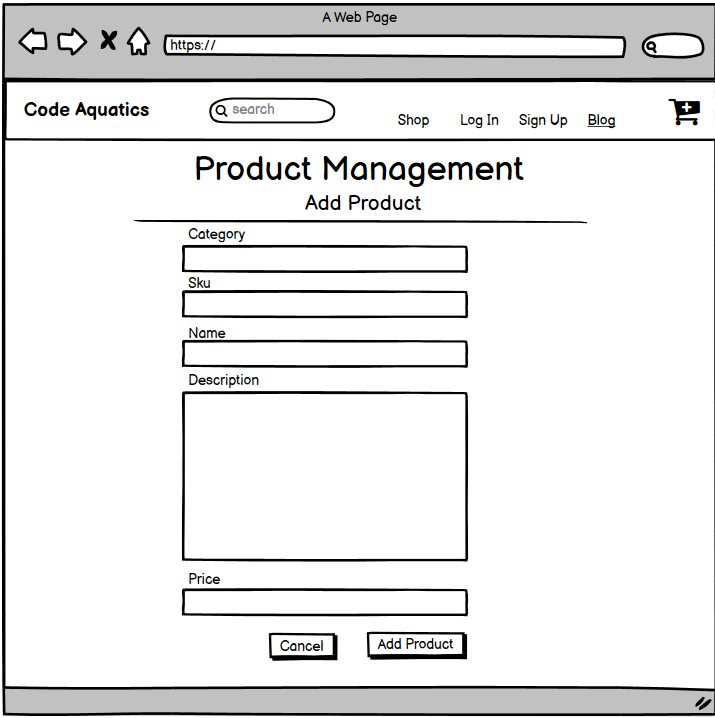 A Web Page
https://
Code Aquatics
search
Shop Log In Sign Up Blog
Product Management
Add Product
Category
Sku
Name
Description
Price
Cancel Add Product